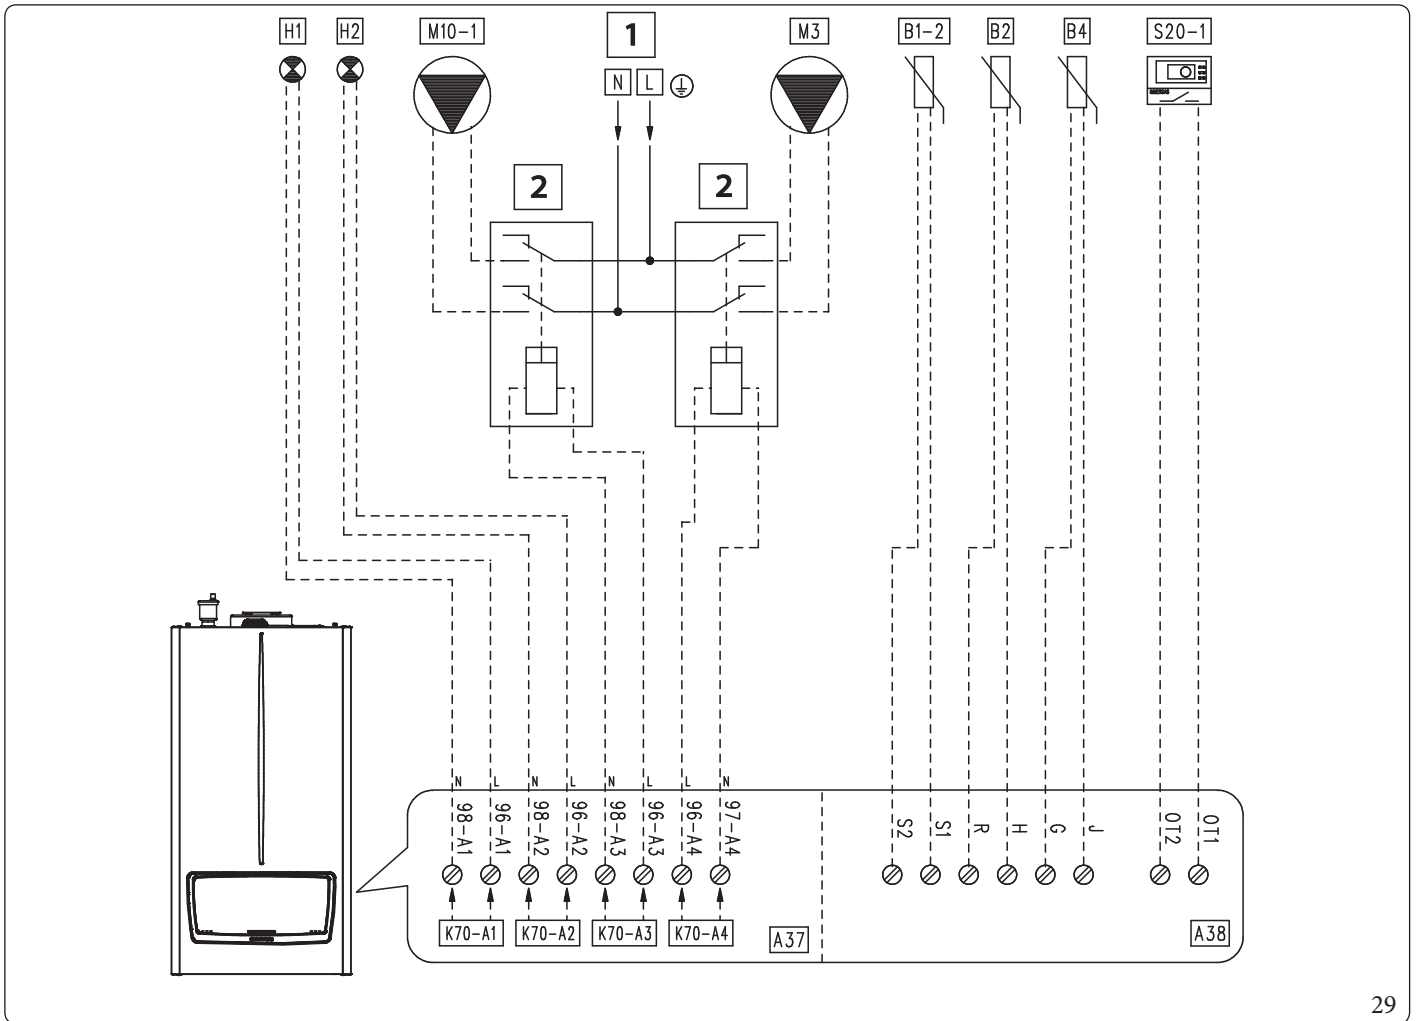 H1 H2 M10-1 1 M3 B1-2 B2 B4 S20-1
N L
2 2
N L N L N L L N
98-A1 96-A1 98-A2 96-A2 98-A3 96-A3 96-A4 97-A4 S2 S1 R H G J OT2 OT1
K70-A1 K70-A2 K70-A3 K70-A4 A37 A38
29